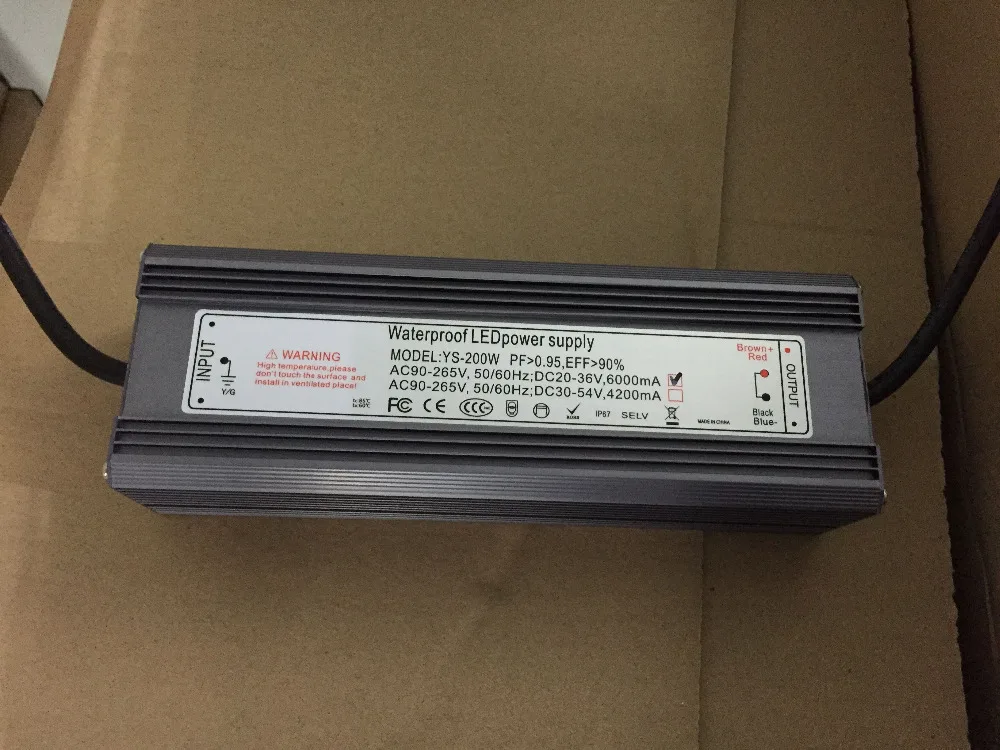 INPUT
Y/G
⚠ WARNING
High temperature,please
don't touch the surface and
install in ventilated place!
Waterproof LEDpower supply
MODEL:YS-200W PF>0.95,EFF>90%
AC90-265V, 50/60Hz;DC20-36V,6000mA
AC90-265V, 50/60Hz;DC30-54V,4200mA
FC CE CCC IP67 SELV MADE IN CHINA
Brown+
Red
Black
Blue-
OUTPUT